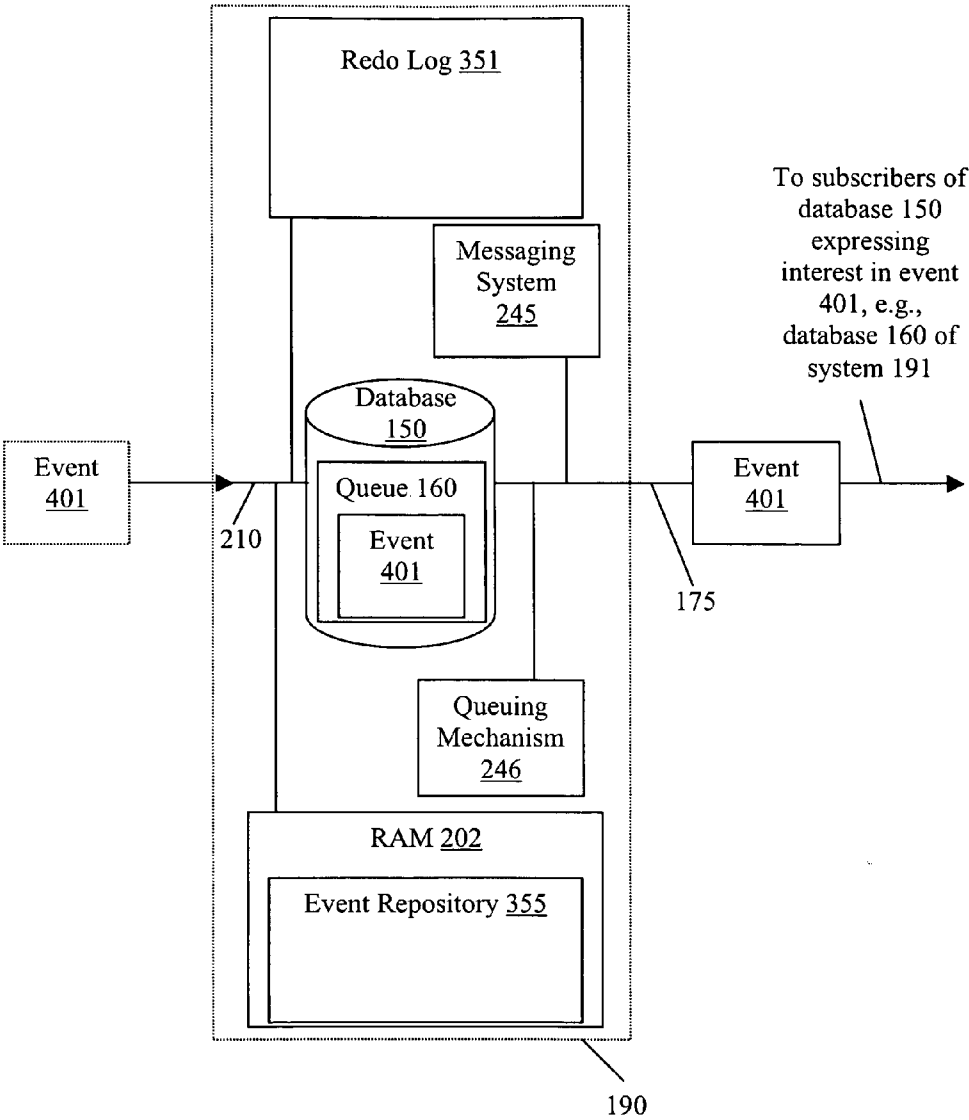 Redo Log 351
To subscribers of
database 150
expressing
interest in event
401, e.g.,
database 160 of
system 191
Messaging
System
245
Database
150
Event
401
Queue 160
Event
401
Event
401
210
175
Queuing
Mechanism
246
RAM 202
Event Repository 355
190